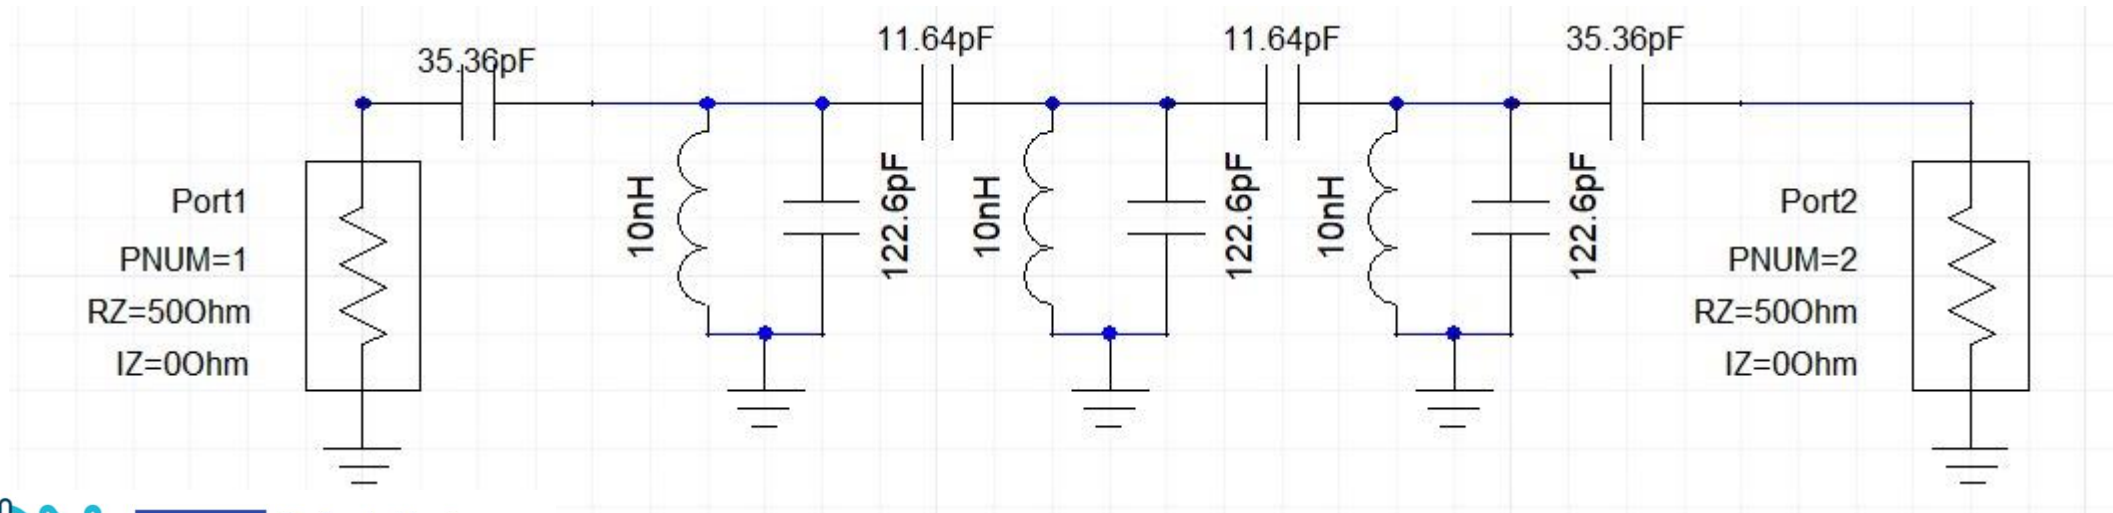 35.36pF
11.64pF
11.64pF
35.36pF
Port1
PNUM=1
RZ=50Ohm
IZ=0Ohm
10nH
122.6pF
10nH
122.6pF
10nH
122.6pF
Port2
PNUM=2
RZ=50Ohm
IZ=0Ohm